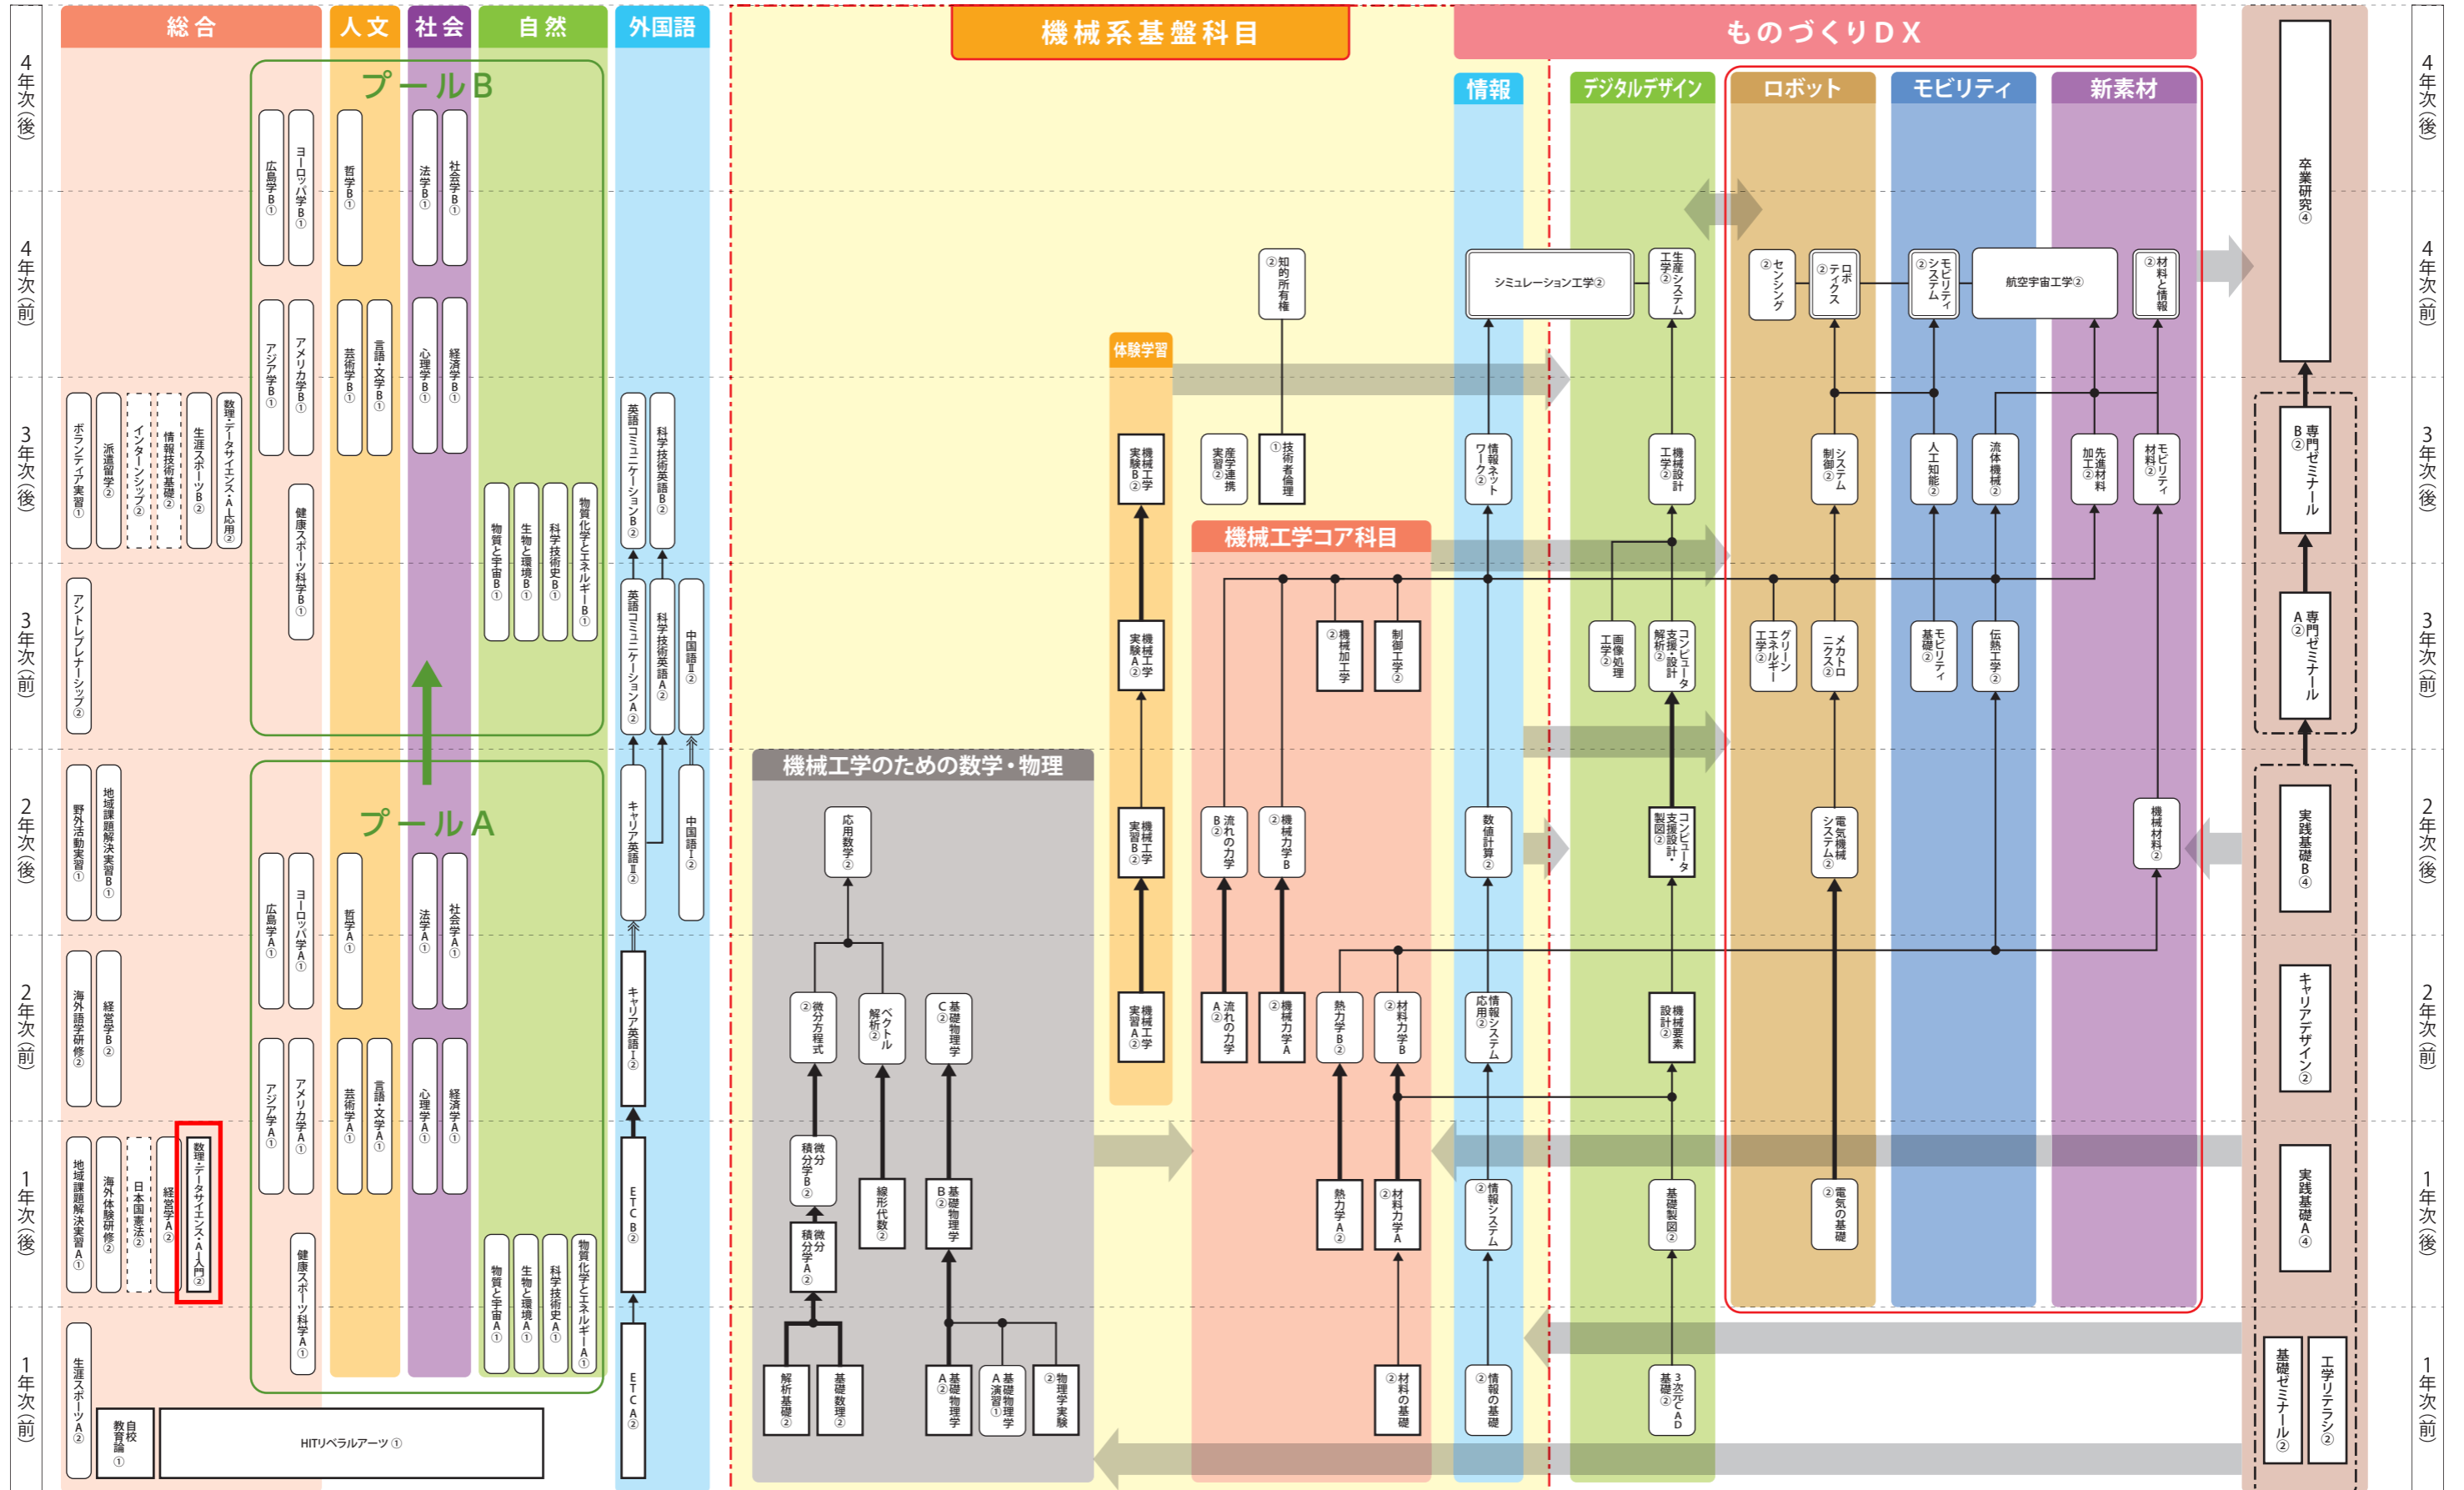 総合
人文
社会
自然
外国語
機械系基盤科目
ものづくりDX
情報
デジタルデザイン
ロボット
モビリティ
新素材
4年次(後)
4年次(前)
3年次(後)
3年次(前)
2年次(後)
2年次(前)
1年次(後)
1年次(前)
プールB
広島学B①
ヨーロッパ学B①
哲学B①
法学B①
社会学B①
アジア学B①
アメリカ学B①
芸術学B①
言語・文学B①
心理学B①
経済学B①
ボランティア実習①
派遣留学②
インターンシップ②
情報技術基礎②
生涯スポーツB②
数理・データサイエンス・AI応用②
健康スポーツ科学B①
物質と宇宙B①
生物と環境B①
科学技術史B①
物質化学とエネルギーB①
アントレプレナーシップ②
プールA
野外活動実習①
地域課題解決実習B①
広島学A①
ヨーロッパ学A①
哲学A①
法学A①
社会学A①
海外語学研修②
経営学B②
アジア学A①
アメリカ学A①
芸術学A①
言語・文学A①
心理学A①
経済学A①
地域課題解決実習A①
海外体験研修②
日本国憲法②
経営学A②
数理・データサイエンス・AI入門②
健康スポーツ科学A①
物質と宇宙A①
生物と環境A①
科学技術史A①
物質化学とエネルギーA①
生涯スポーツA②
自校教育論①
HITリベラルアーツ①
英語コミュニケーションB②
科学技術英語B②
英語コミュニケーションA②
科学技術英語A②
中国語Ⅱ②
キャリア英語Ⅱ②
中国語Ⅰ②
キャリア英語Ⅰ②
ETC B②
ETC A②
機械工学のための数学・物理
応用数学②
微分方程式②
ベクトル解析②
基礎物理学C②
微分積分学B②
線形代数②
基礎物理学B②
微分積分学A②
解析基礎②
基礎数理②
基礎物理学A②
基礎物理学A演習①
物理学実験②
体験学習
機械工学実験B②
機械工学実験A②
機械工学実習B②
機械工学実習A②
知的所有権②
産学連携実習②
技術者倫理①
機械工学コア科目
機械加工学②
制御工学②
流れの力学B②
機械力学B②
流れの力学A②
機械力学A②
熱力学B②
材料力学B②
熱力学A②
材料力学A②
材料の基礎②
シミュレーション工学②
情報ネットワーク②
数値計算②
情報システム応用②
情報システム②
情報の基礎②
生産システム工学②
機械設計工学②
画像処理工学②
コンピュータ支援・設計解析②
コンピュータ支援設計・製図②
機械要素設計②
基礎製図②
3次元CAD基礎②
センシング②
ロボティクス②
システム制御②
グリーンエネルギー工学②
メカトロニクス②
電気機械システム②
電気の基礎②
モビリティシステム②
航空宇宙工学②
人工知能②
流体機械②
モビリティ基礎②
伝熱工学②
材料と情報②
先進材料加工②
モビリティ材料②
機械材料②
卒業研究④
専門ゼミナールB②
専門ゼミナールA②
実践基礎B④
キャリアデザイン②
実践基礎A④
基礎ゼミナール②
工学リテラシ②
4年次(後)
4年次(前)
3年次(後)
3年次(前)
2年次(後)
2年次(前)
1年次(後)
1年次(前)